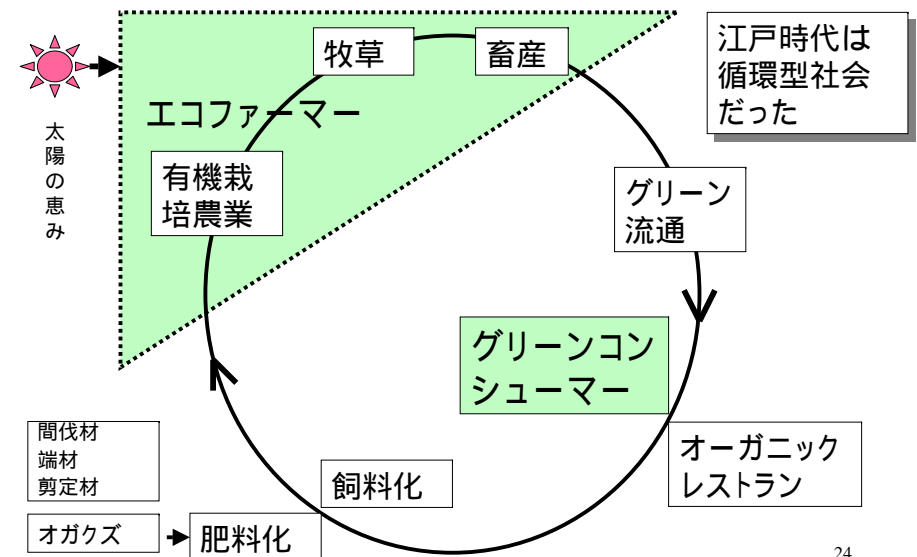 牧草
畜産
江戸時代は
循環型社会
だった
エコファーマー
太陽の恵み
有機栽
培農業
グリーン
流通
グリーンコン
シューマー
間伐材
端材
剪定材
オーガニック
レストラン
飼料化
オガクズ
肥料化
24